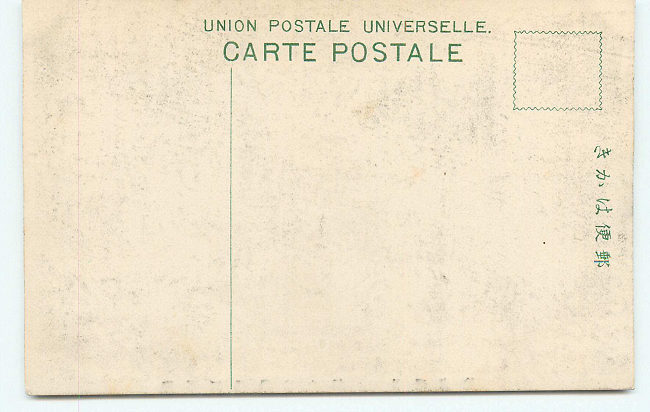 UNION POSTALE UNIVERSELLE.
CARTE POSTALE
郵便はかき